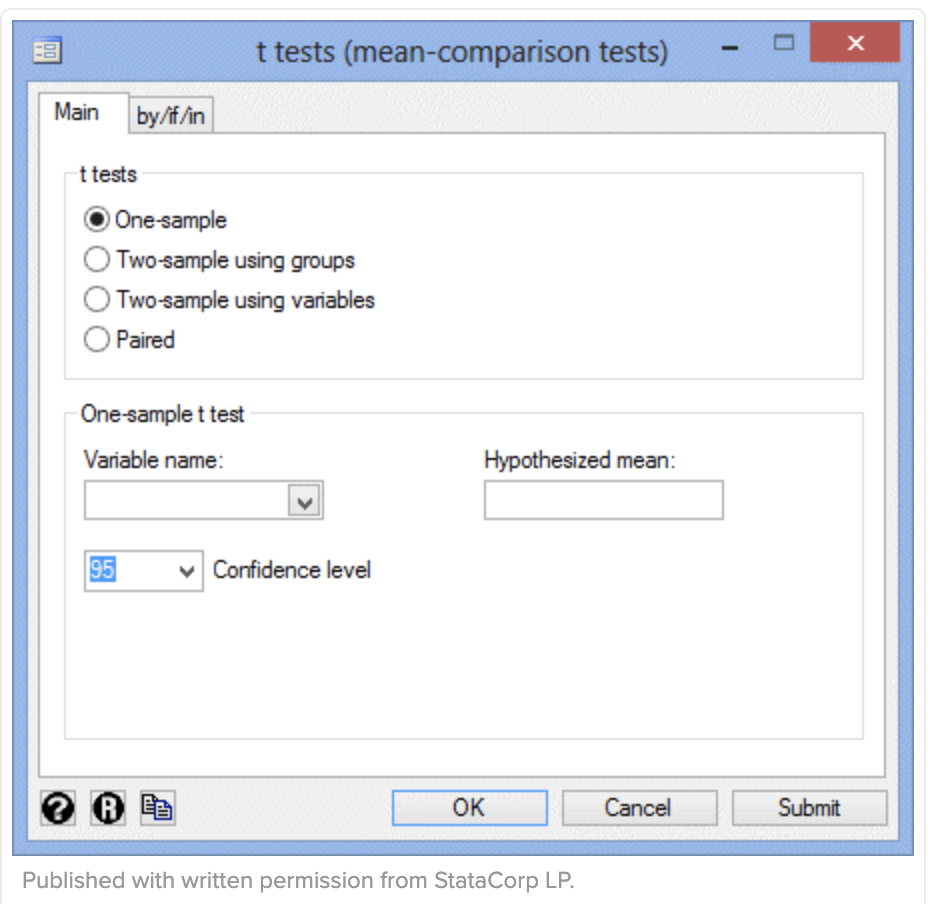 t tests (mean-comparison tests)
Main
by/if/in
t tests
One-sample
Two-sample using groups
Two-sample using variables
Paired
One-sample t test
Variable name:
Hypothesized mean:
95
Confidence level
? R
OK
Cancel
Submit
Published with written permission from StataCorp LP.